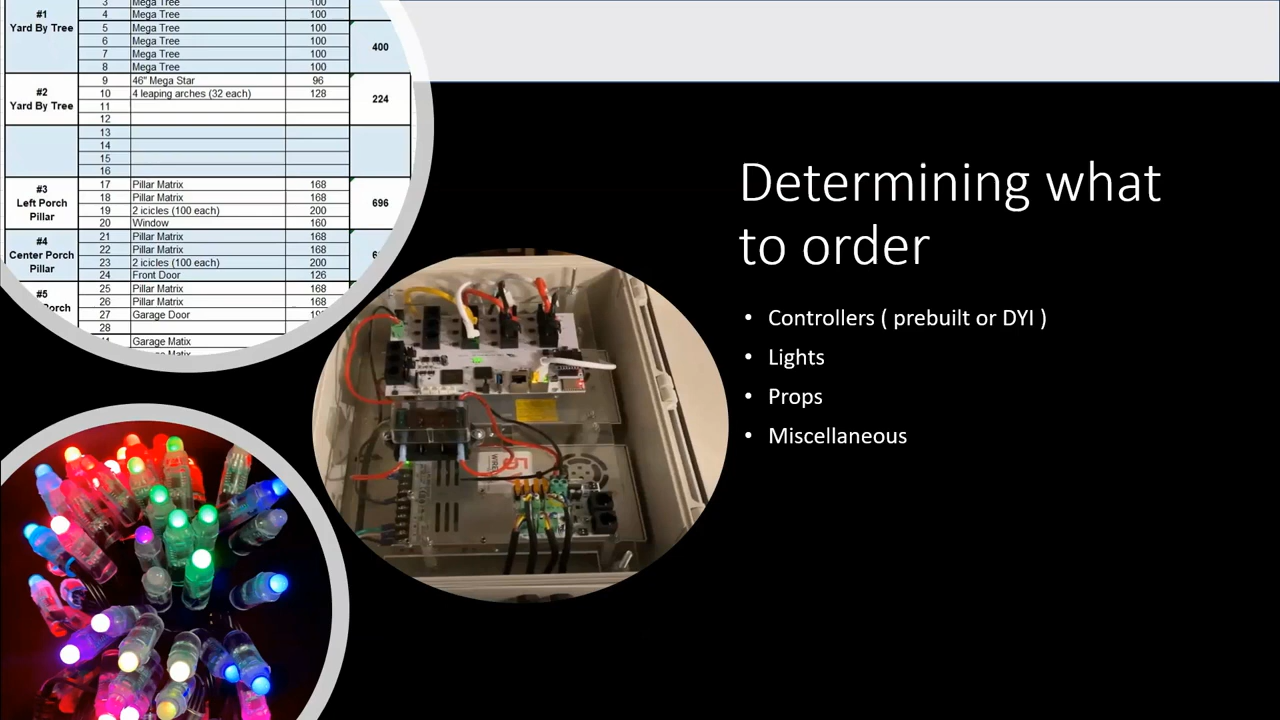 #1
Yard By Tree
3 Mega Tree 100
4 Mega Tree 100
5 Mega Tree 100
6 Mega Tree 100
7 Mega Tree 100
8 Mega Tree 100
400
#2
Yard By Tree
9 46" Mega Star 96
10 4 leaping arches (32 each) 128
11
12
224
13
14
15
16
#3
Left Porch
Pillar
17 Pillar Matrix 168
18 Pillar Matrix 168
19 2 icicles (100 each) 200
20 Window 160
696
#4
Center Porch
Pillar
21 Pillar Matrix 168
22 Pillar Matrix 168
23 2 icicles (100 each) 200
24 Front Door 126
#5
25 Pillar Matrix 168
26 Pillar Matrix 168
27 Garage Door
28
Garage Matix
Determining what
to order
• Controllers ( prebuilt or DYI )
• Lights
• Props
• Miscellaneous